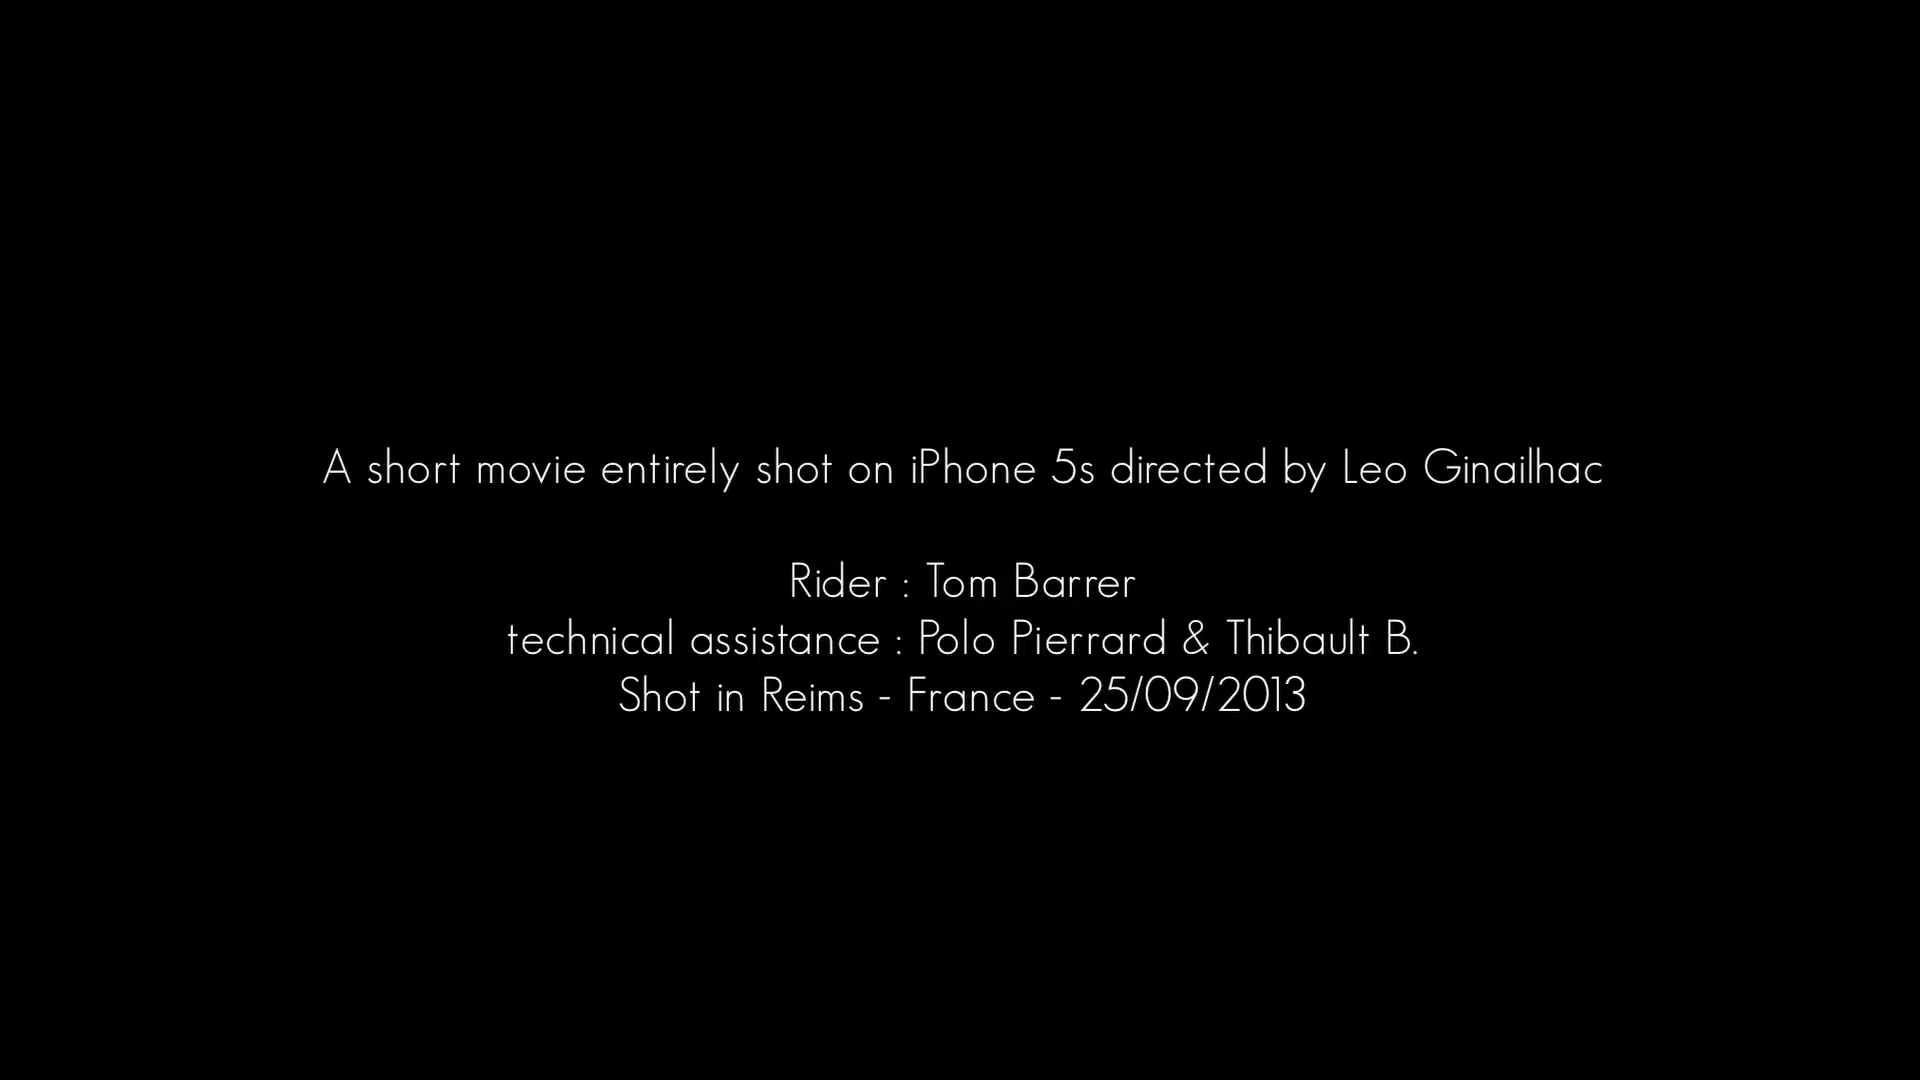 A short movie entirely shot on iPhone 5s directed by Leo Ginailhac
Rider : Tom Barrer
technical assistance : Polo Pierrard & Thibault B.
Shot in Reims - France - 25/09/2013